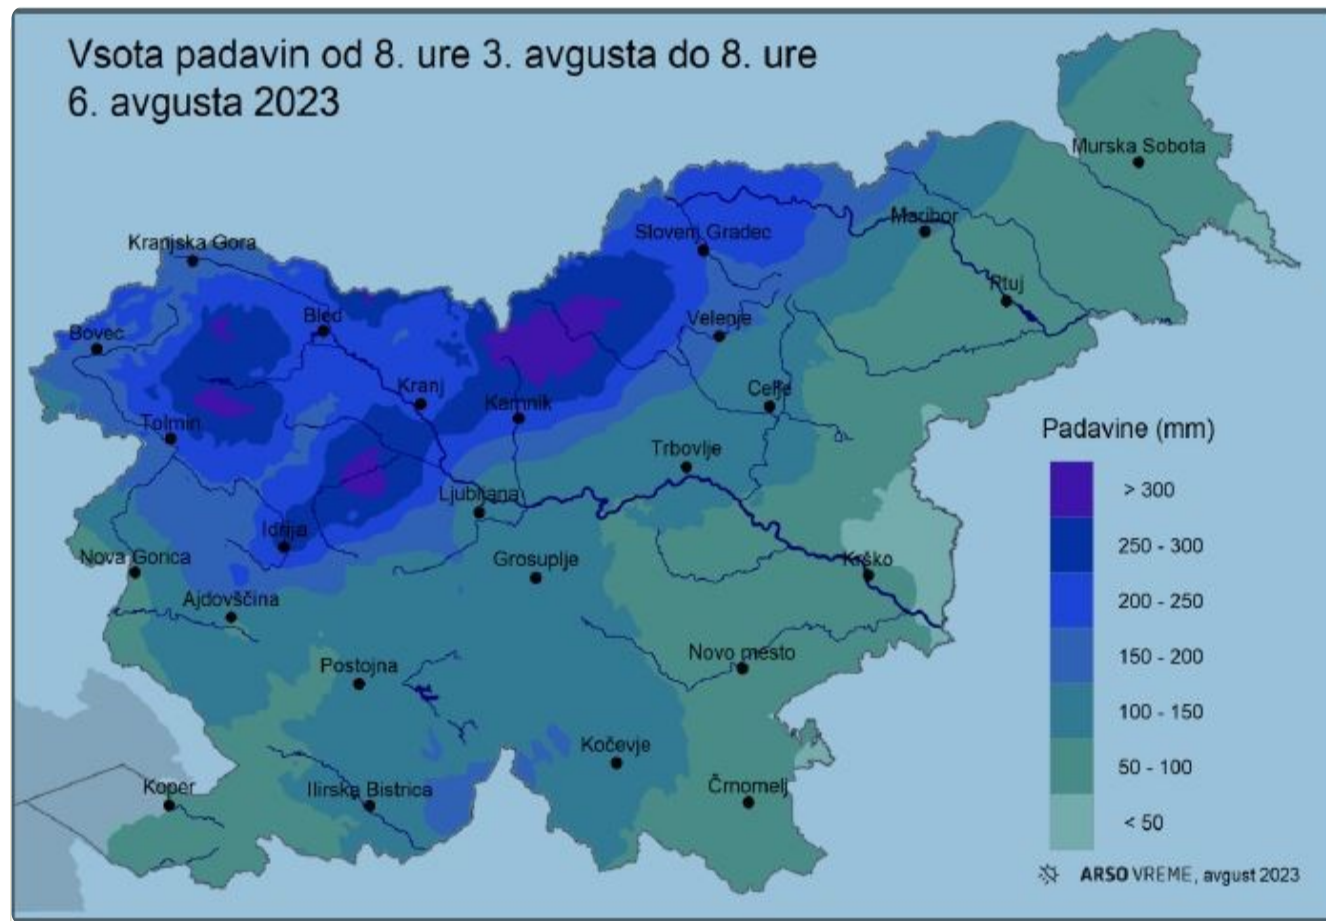 Vsota padavin od 8. ure 3. avgusta do 8. ure
6. avgusta 2023
Murska Sobota
Maribor
Slovenj Gradec
Kranjska Gora
Ptuj
Bled
Velenje
Bovec
Kranj
Celje
Kamnik
Tolmin
Trbovlje
Ljubljana
Idrija
Nova Gorica
Grosuplje
Krško
Ajdovščina
Novo mesto
Postojna
Kočevje
Koper
Ilirska Bistrica
Črnomelj
Padavine (mm)
> 300
250 - 300
200 - 250
150 - 200
100 - 150
50 - 100
< 50
ARSO VREME, avgust 2023